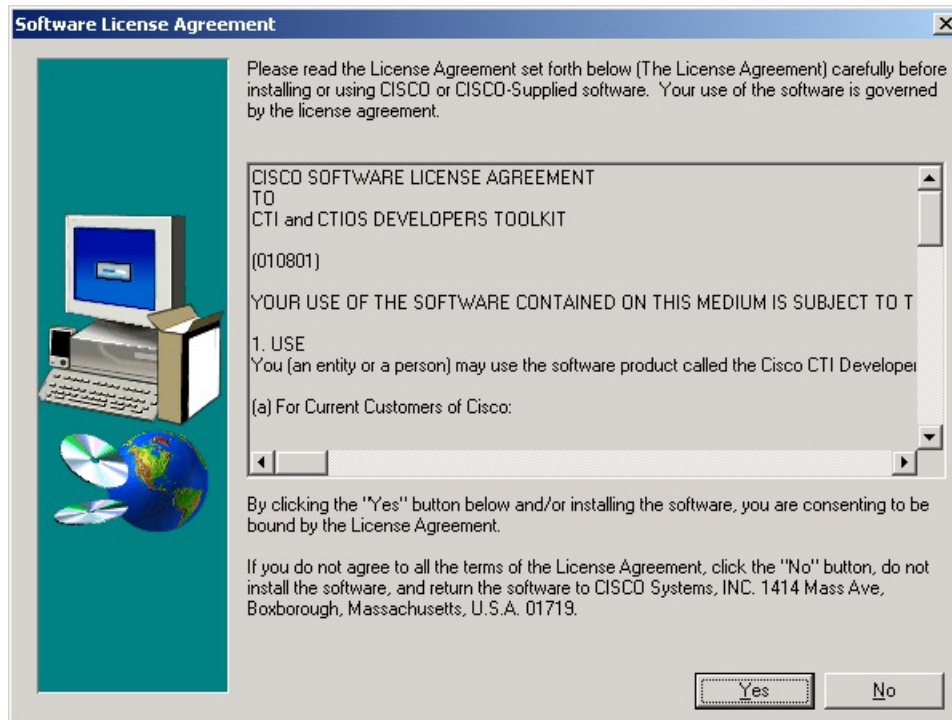 Software License Agreement
Please read the License Agreement set forth below (The License Agreement) carefully before
installing or using CISCO or CISCO-Supplied software. Your use of the software is governed
by the license agreement.
CISCO SOFTWARE LICENSE AGREEMENT
TO
CTI and CTIOS DEVELOPERS TOOLKIT
(010801)
YOUR USE OF THE SOFTWARE CONTAINED ON THIS MEDIUM IS SUBJECT TO T
1. USE
You (an entity or a person) may use the software product called the Cisco CTI Developer
(a) For Current Customers of Cisco:
By clicking the "Yes" button below and/or installing the software, you are consenting to be
bound by the License Agreement.
If you do not agree to all the terms of the License Agreement, click the "No" button, do not
install the software, and return the software to CISCO Systems, INC. 1414 Mass Ave,
Boxborough, Massachusetts, U.S.A. 01719.
Yes
No